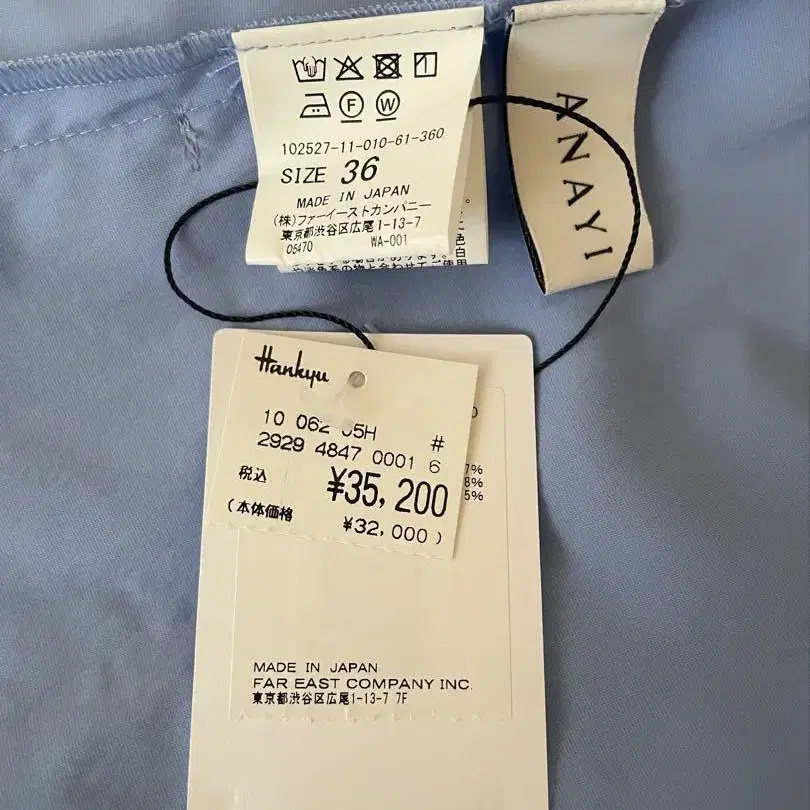 102527-11-010-61-360
SIZE 36
MADE IN JAPAN
(株)ファーイーストカンパニー
東京都渋谷区広尾1-13-7
05470 WA-001
ANAYI
Hankyu
10 062 05H #
2929 4847 0001 6
税込 ¥35,200
(本体価格 ¥32,000)
7%
8%
5%
MADE IN JAPAN
FAR EAST COMPANY INC.
東京都渋谷区広尾1-13-7 7F